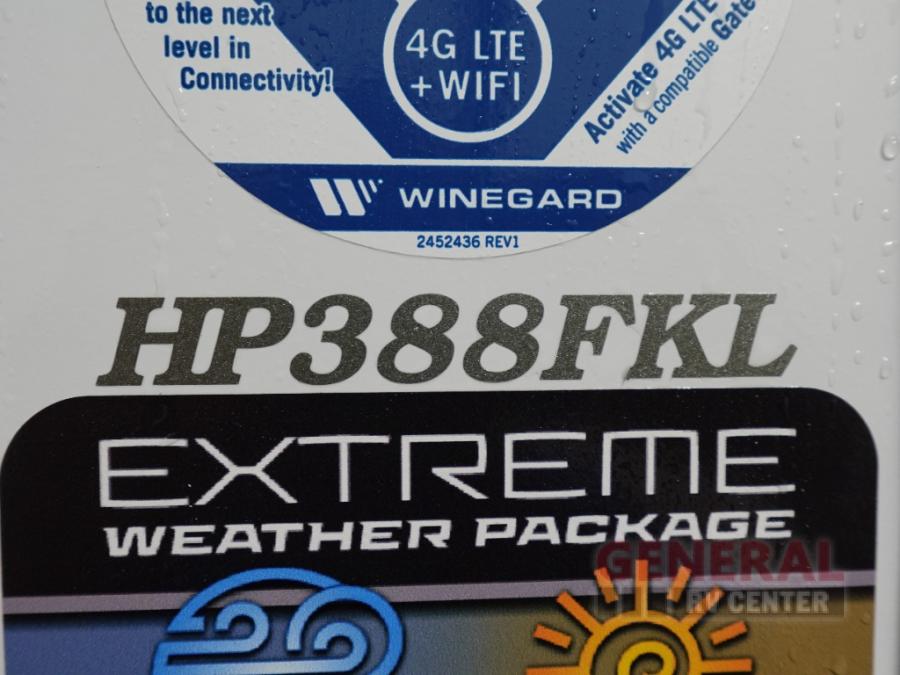 to the next
level in
Connectivity!
4G LTE
+ WIFI
Activate 4G LTE
with a compatible Gate
WINEGARD
2452436 REV1
HP388FKL
EXTREME
WEATHER PACKAGE
GENERAL
RV CENTER